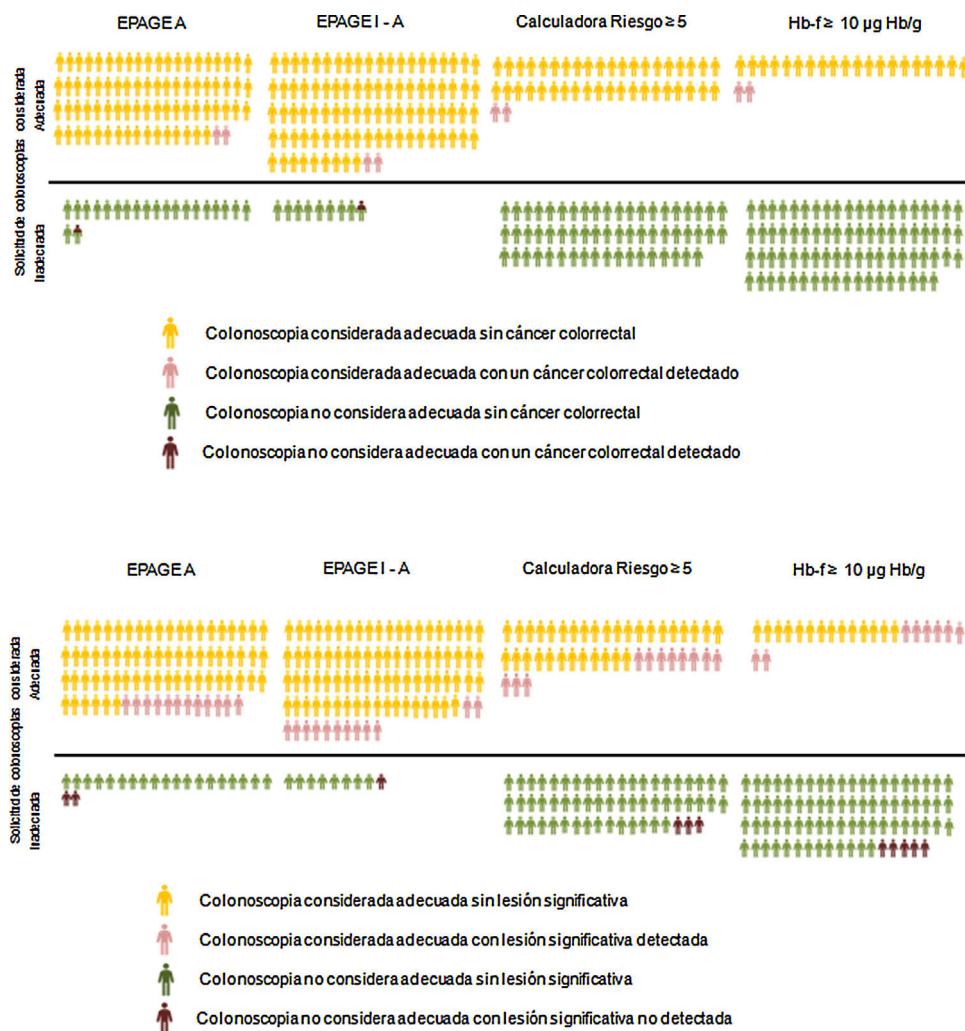 EPAGE A
EPAGE I - A
Calculadora Riesgo ≥ 5
Hb-f ≥ 10 µg Hb/g
Solicitud de colonoscopias considerada
Adecuada
Inadecuada
Colonoscopia considerada adecuada sin cáncer colorrectal
Colonoscopia considerada adecuada con un cáncer colorrectal detectado
Colonoscopia no considera adecuada sin cáncer colorrectal
Colonoscopia no considera adecuada con un cáncer colorrectal detectado
EPAGE A
EPAGE I - A
Calculadora Riesgo ≥ 5
Hb-f ≥ 10 µg Hb/g
Solicitud de colonoscopias considerada
Adecuada
Inadecuada
Colonoscopia considerada adecuada sin lesión significativa
Colonoscopia considerada adecuada con lesión significativa detectada
Colonoscopia no considera adecuada sin lesión significativa
Colonoscopia no considera adecuada con lesión significativa no detectada